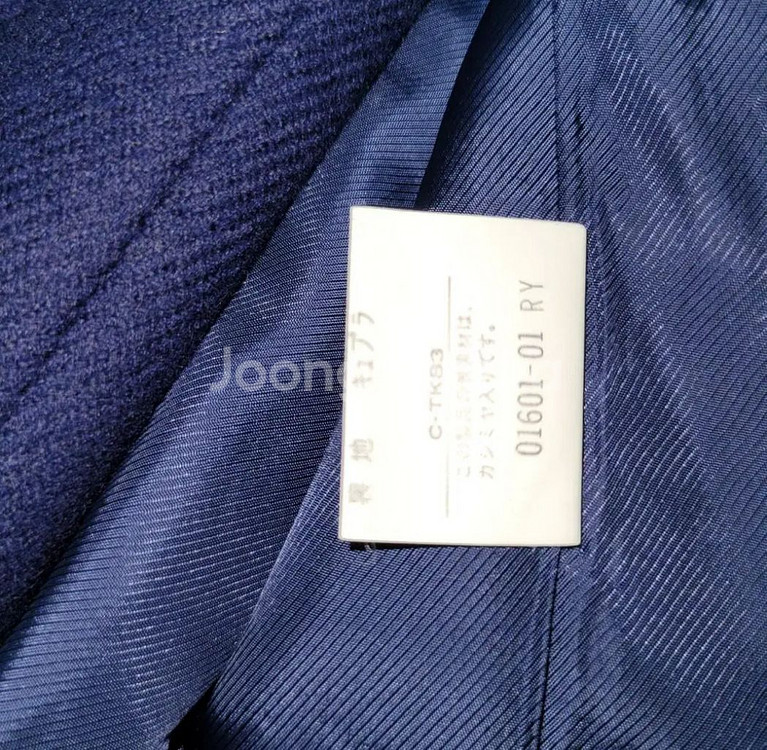 裏 地 キュプラ
C-TK83
この製品の表素材は、
カシミヤ入りです。
01601-01 RY
Joong